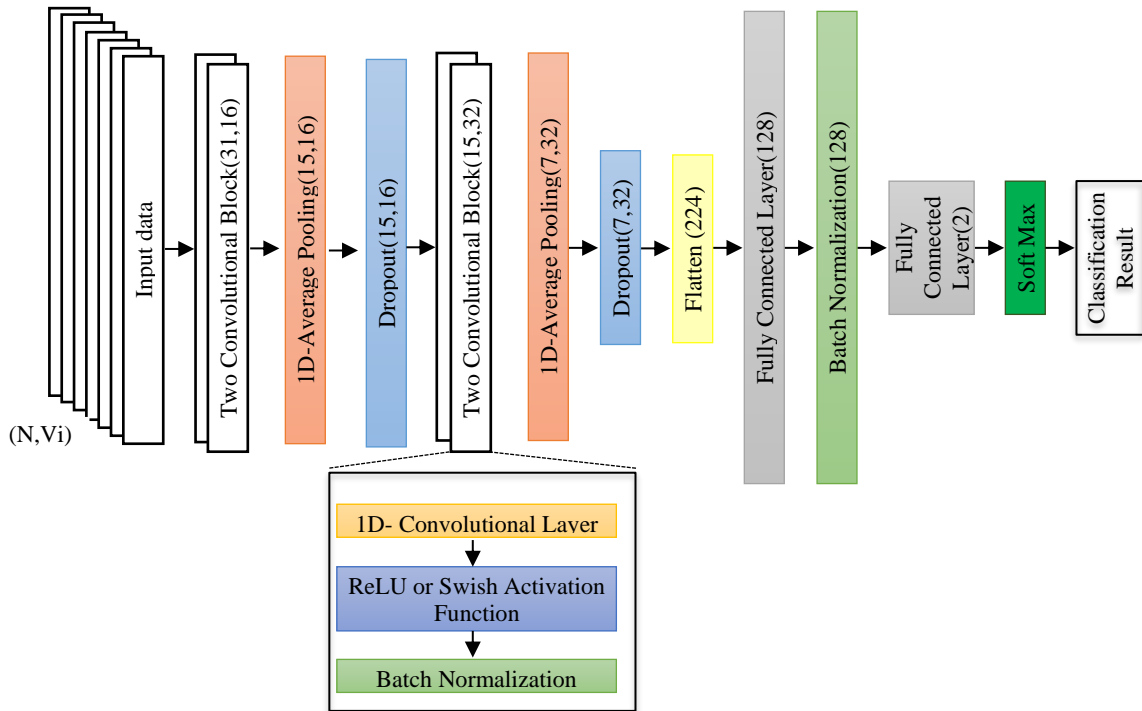 (N,Vi)
Input data
Two Convolutional Block(31,16)
1D-Average Pooling(15,16)
Dropout(15,16)
Two Convolutional Block(15,32)
1D-Average Pooling(7,32)
Dropout(7,32)
Flatten (224)
Fully Connected Layer(128)
Batch Normalization(128)
Fully
Connected
Layer(2)
Soft Max
Classification
Result
1D- Convolutional Layer
ReLU or Swish Activation
Function
Batch Normalization